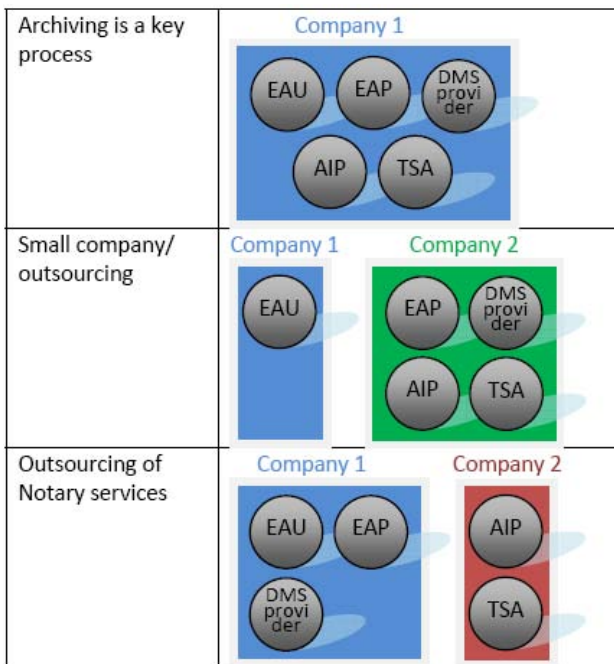 Archiving is a key
process
Company 1
EAU
EAP
DMS
provi
der
AIP
TSA
Small company/
outsourcing
Company 1
Company 2
EAU
EAP
DMS
provi
der
AIP
TSA
Outsourcing of
Notary services
Company 1
Company 2
EAU
EAP
DMS
provi
der
AIP
TSA